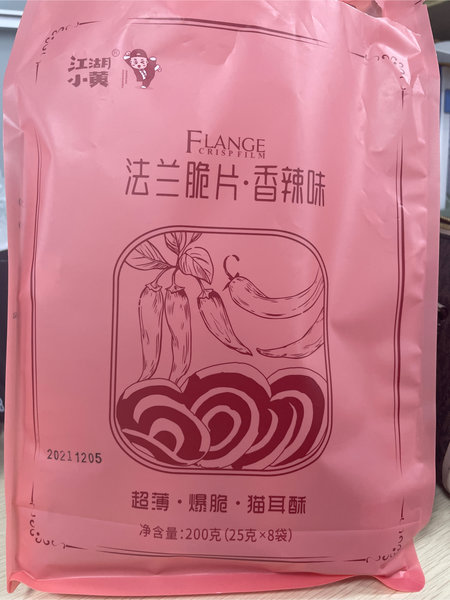 江湖®
小黄
FLANGE
CRISPFILM
法兰脆片·香辣味
20211205
超薄·爆脆·猫耳酥
净含量:200克(25克×8袋)